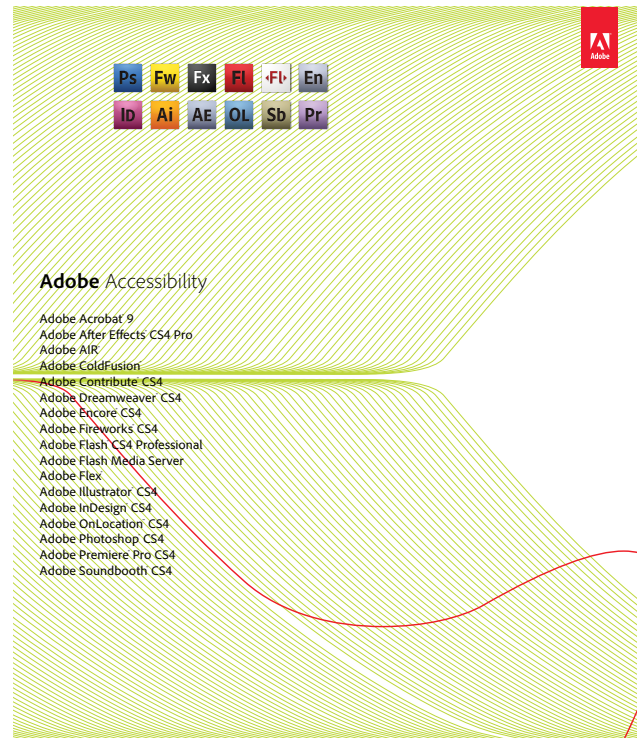 Adobe
Ps Fw Fx Fl Fl En
ID Ai AE OL Sb Pr
Adobe Accessibility
Adobe Acrobat 9
Adobe After Effects CS4 Pro
Adobe AIR
Adobe ColdFusion
Adobe Contribute CS4
Adobe Dreamweaver CS4
Adobe Encore CS4
Adobe Fireworks CS4
Adobe Flash CS4 Professional
Adobe Flash Media Server
Adobe Flex
Adobe Illustrator CS4
Adobe InDesign CS4
Adobe OnLocation CS4
Adobe Photoshop CS4
Adobe Premiere Pro CS4
Adobe Soundbooth CS4